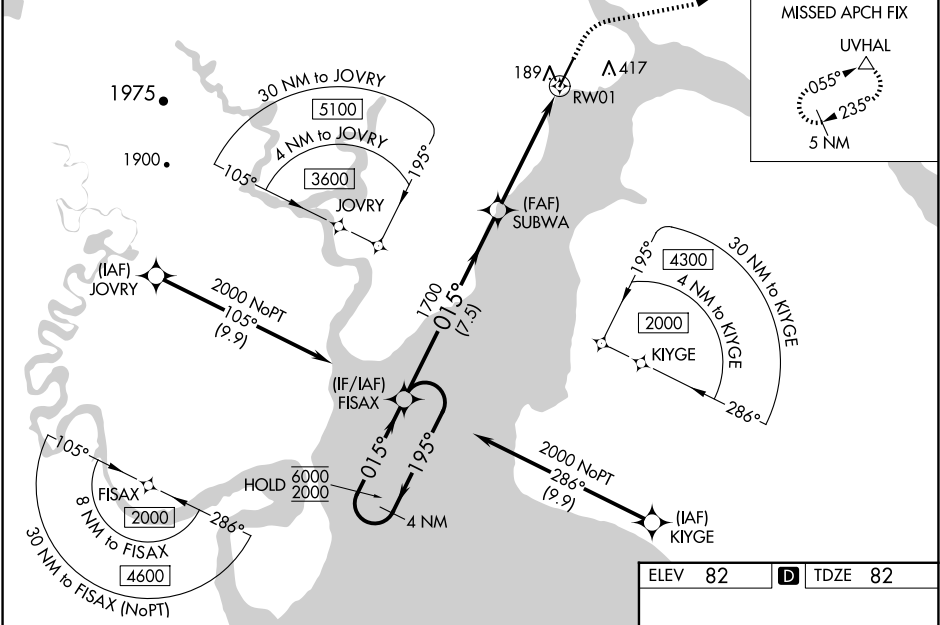 MISSED APCH FIX
UVHAL
055°
235°
5 NM
189
417
RW01
1975
1900
30 NM to JOVRY
5100
4 NM to JOVRY
3600
105°
195°
JOVRY
(FAF)
SUBWA
(IAF)
JOVRY
2000 NoPT
105°
(9.9)
1700
015°
(7.5)
195°
4300
30 NM to KIYGE
4 NM to KIYGE
2000
KIYGE
286°
(IF/IAF)
FISAX
015°
195°
HOLD 6000
2000
4 NM
2000 NoPT
286°
(9.9)
(IAF)
KIYGE
105°
FISAX
2000
286°
8 NM to FISAX
4600
30 NM to FISAX (NoPT)
ELEV 82 D TDZE 82